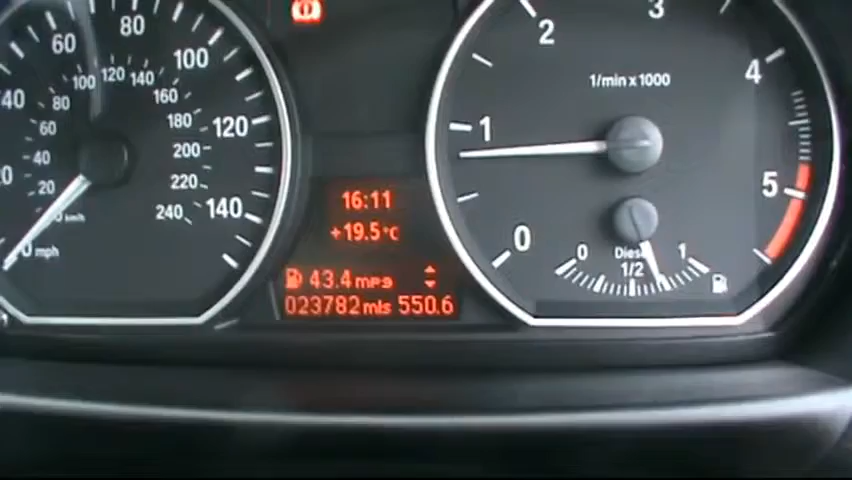 60 80 100 120 140
20 40 60 80 100 120 140 160 180 200 220 240
km/h
0 mph
16:11
+19.5°C
43.4 mpg
023782 mls 550.6
0 1 2 3 4 5
1/min x 1000
Diesel
0 1/2 1